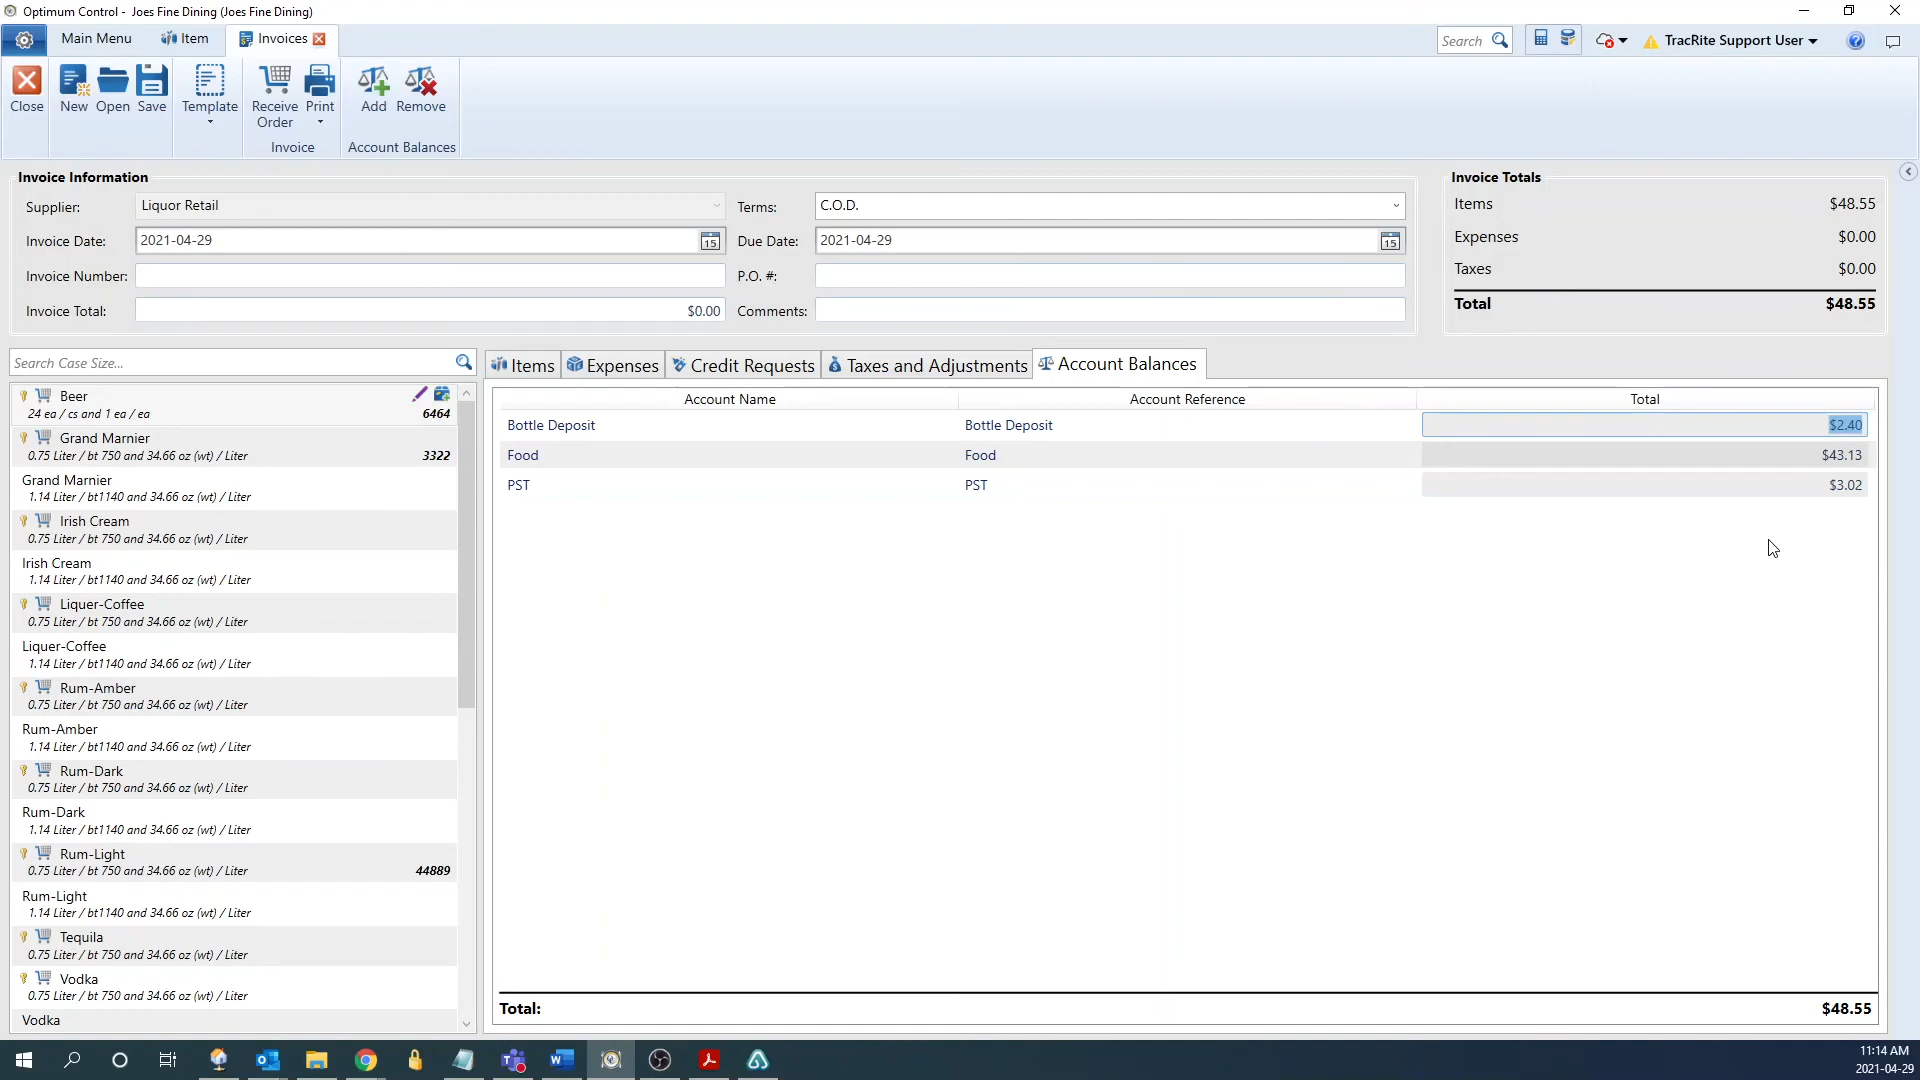 Optimum Control - Joes Fine Dining (Joes Fine Dining)
Main Menu Item Invoices Search TracRite Support User
Close New Open Save Template Receive Order Print Add Remove
Invoice Account Balances
Invoice Information
Supplier: Liquor Retail Terms: C.O.D.
Invoice Date: 2021-04-29 15 Due Date: 2021-04-29 15
Invoice Number: P.O. #:
Invoice Total: $0.00 Comments:
Invoice Totals
Items $48.55
Expenses $0.00
Taxes $0.00
Total $48.55
Search Case Size...
Beer
24 ea / cs and 1 ea / ea 6464
Grand Marnier
0.75 Liter / bt 750 and 34.66 oz (wt) / Liter 3322
Grand Marnier
1.14 Liter / bt1140 and 34.66 oz (wt) / Liter
Irish Cream
0.75 Liter / bt 750 and 34.66 oz (wt) / Liter
Irish Cream
1.14 Liter / bt1140 and 34.66 oz (wt) / Liter
Liquer-Coffee
0.75 Liter / bt 750 and 34.66 oz (wt) / Liter
Liquer-Coffee
1.14 Liter / bt1140 and 34.66 oz (wt) / Liter
Rum-Amber
0.75 Liter / bt 750 and 34.66 oz (wt) / Liter
Rum-Amber
1.14 Liter / bt1140 and 34.66 oz (wt) / Liter
Rum-Dark
0.75 Liter / bt 750 and 34.66 oz (wt) / Liter
Rum-Dark
1.14 Liter / bt1140 and 34.66 oz (wt) / Liter
Rum-Light
0.75 Liter / bt 750 and 34.66 oz (wt) / Liter 44889
Rum-Light
1.14 Liter / bt1140 and 34.66 oz (wt) / Liter
Tequila
0.75 Liter / bt 750 and 34.66 oz (wt) / Liter
Vodka
0.75 Liter / bt 750 and 34.66 oz (wt) / Liter
Vodka
Items Expenses Credit Requests Taxes and Adjustments Account Balances
Account Name Account Reference Total
Bottle Deposit Bottle Deposit $2.40
Food Food $43.13
PST PST $3.02
Total: $48.55
11:14 AM
2021-04-29